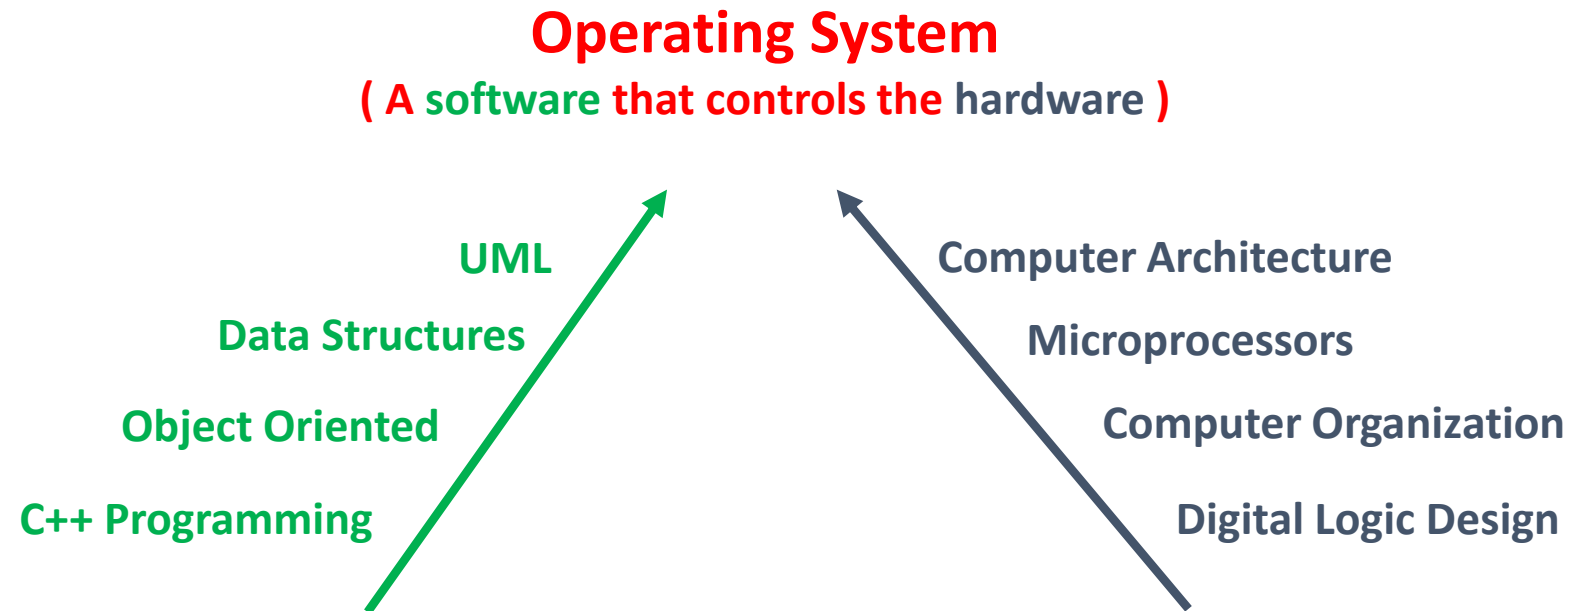 Operating System
( A software that controls the hardware )
UML
Data Structures
Object Oriented
C++ Programming
Computer Architecture
Microprocessors
Computer Organization
Digital Logic Design